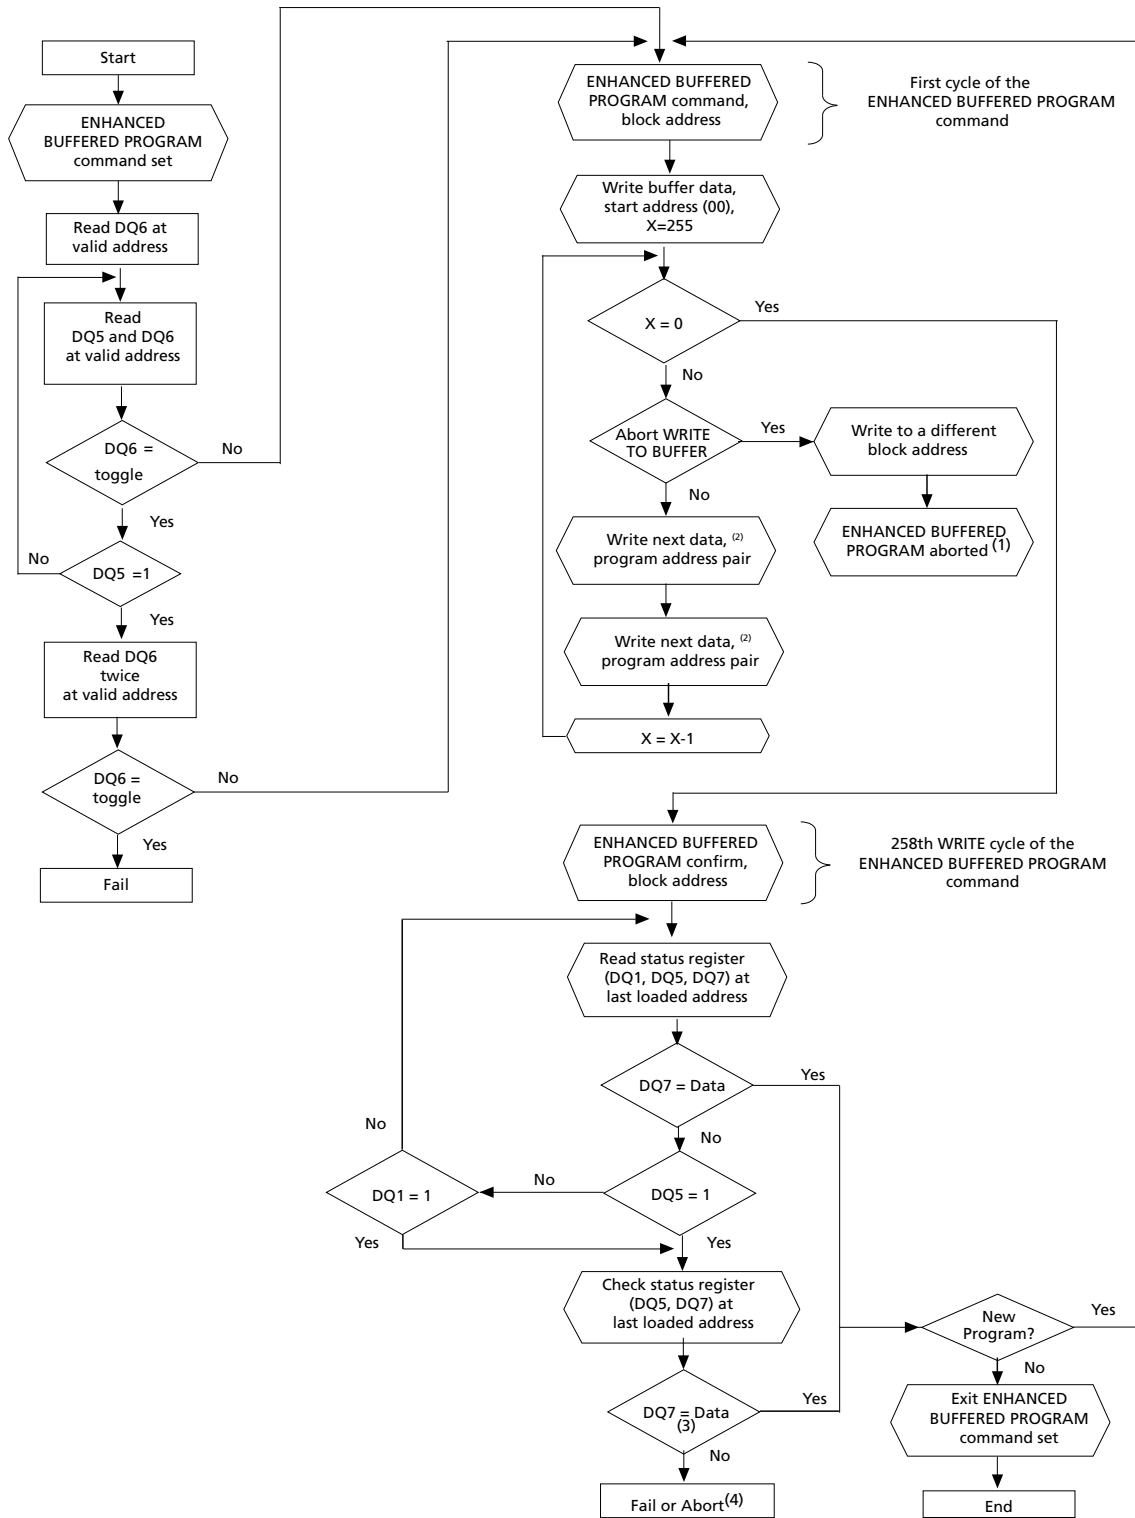 Start
ENHANCED
BUFFERED PROGRAM
command set
Read DQ6 at
valid address
Read
DQ5 and DQ6
at valid address
DQ6 =
toggle
No
Yes
No
DQ5 =1
Yes
Read DQ6
twice
at valid address
DQ6 =
toggle
No
Yes
Fail
ENHANCED BUFFERED
PROGRAM command,
block address
First cycle of the
ENHANCED BUFFERED PROGRAM
command
Write buffer data,
start address (00),
X=255
X = 0
Yes
No
Abort WRITE
TO BUFFER
Yes
Write to a different
block address
No
ENHANCED BUFFERED
PROGRAM aborted (1)
Write next data, (2)
program address pair
Write next data, (2)
program address pair
X = X-1
ENHANCED BUFFERED
PROGRAM confirm,
block address
258th WRITE cycle of the
ENHANCED BUFFERED PROGRAM
command
Read status register
(DQ1, DQ5, DQ7) at
last loaded address
DQ7 = Data
Yes
No
No
DQ1 = 1
No
DQ5 = 1
Yes
Yes
Check status register
(DQ5, DQ7) at
last loaded address
DQ7 = Data
(3)
Yes
No
Fail or Abort(4)
New
Program?
Yes
No
Exit ENHANCED
BUFFERED PROGRAM
command set
End